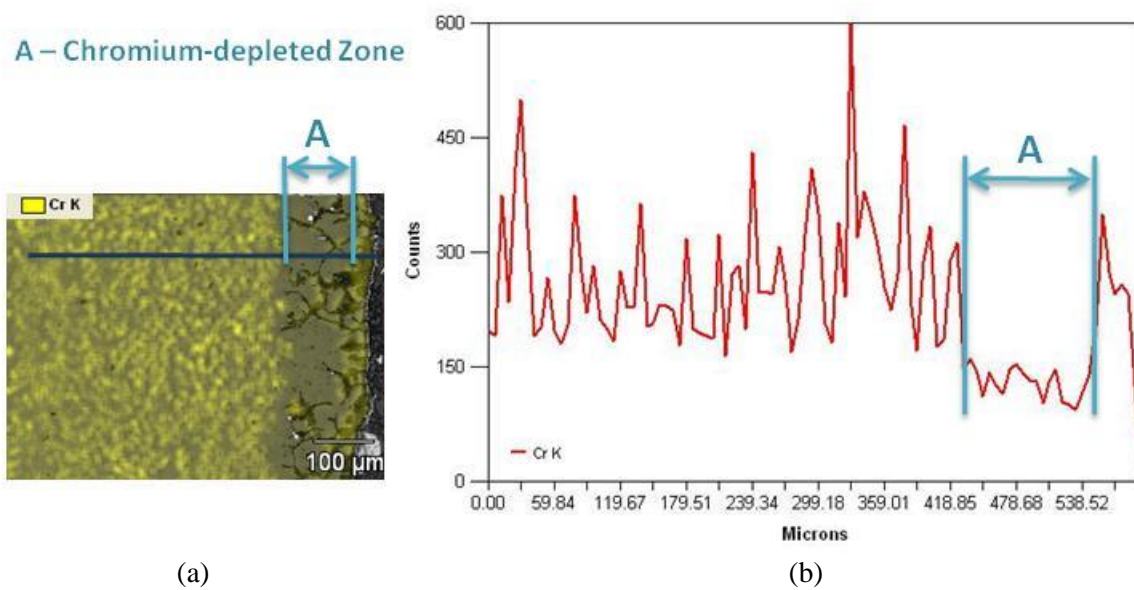 A – Chromium-depleted Zone
A
Cr K
100 µm
600
450
300
150
0
Counts
A
Cr K
0.00 59.84 119.67 179.51 239.34 299.18 359.01 418.85 478.68 538.52
Microns
(a) (b)